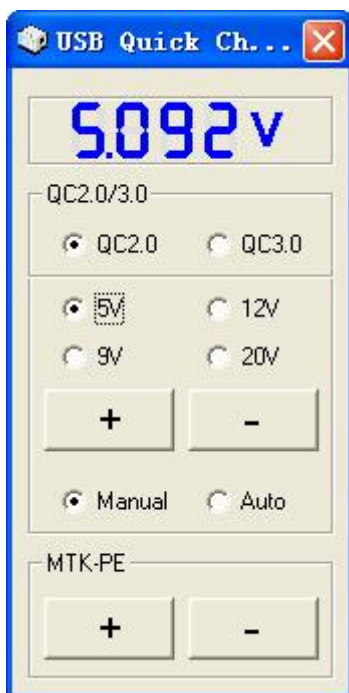 USB Quick Ch...
5.092 V
QC2.0/3.0
QC2.0 QC3.0
5V 12V
9V 20V
+ -
Manual Auto
MTK-PE
+ -